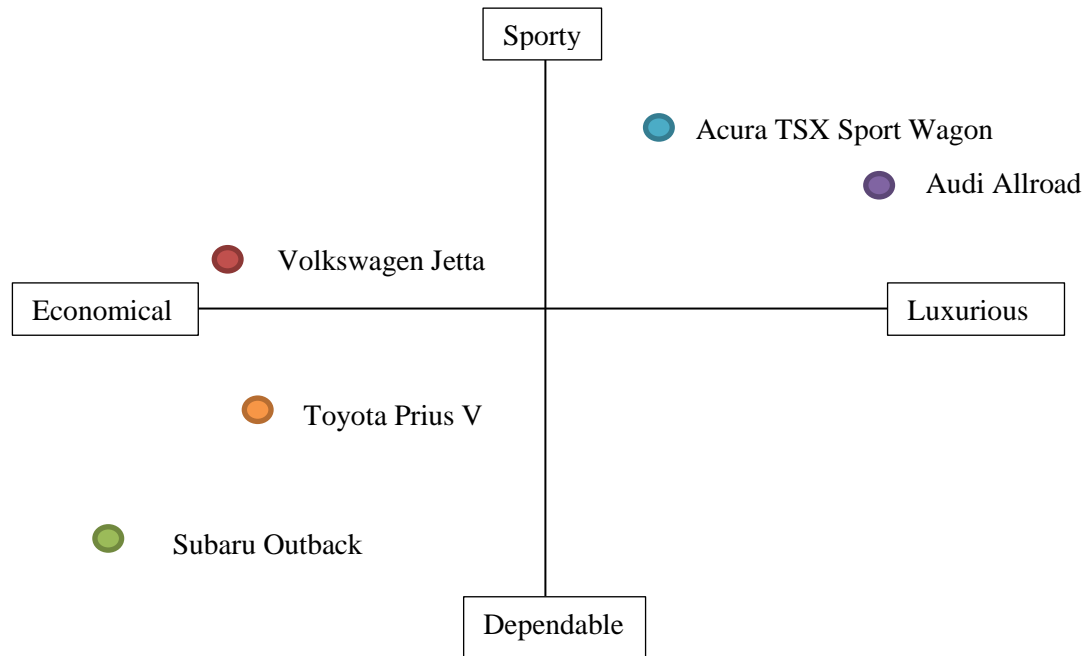 Sporty
Acura TSX Sport Wagon
Audi Allroad
Volkswagen Jetta
Economical
Luxurious
Toyota Prius V
Subaru Outback
Dependable